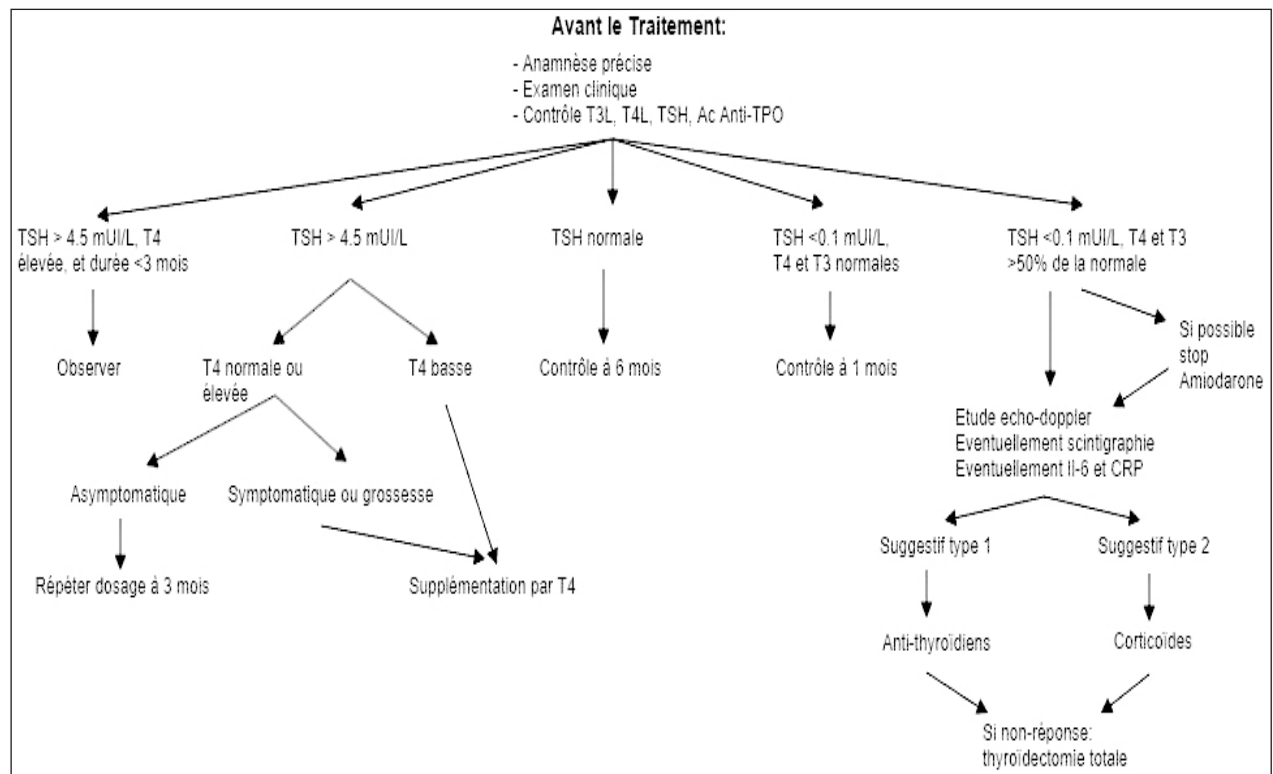 Avant le Traitement:
- Anamnèse précise
- Examen clinique
- Contrôle T3L, T4L, TSH, Ac Anti-TPO
TSH > 4.5 mUI/L, T4
élevée, et durée <3 mois
TSH > 4.5 mUI/L
TSH normale
TSH <0.1 mUI/L,
T4 et T3 normales
TSH <0.1 mUI/L, T4 et T3
>50% de la normale
Observer
T4 normale ou
élevée
T4 basse
Contrôle à 6 mois
Contrôle à 1 mois
Si possible
stop
Amiodarone
Etude echo-doppler
Eventuellement scintigraphie
Eventuellement Il-6 et CRP
Asymptomatique
Symptomatique ou grossesse
Suggestif type 1
Suggestif type 2
Répéter dosage à 3 mois
Supplémentation par T4
Anti-thyroïdiens
Corticoïdes
Si non-réponse:
thyroïdectomie totale